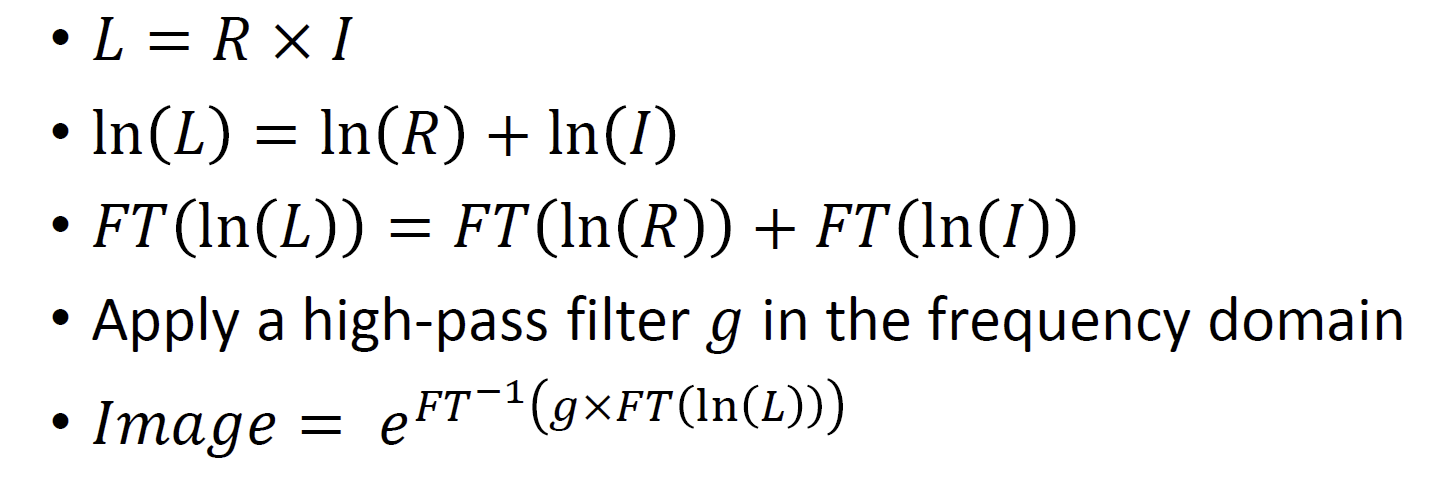 • L = R × I
• ln(L) = ln(R) + ln(I)
• FT(ln(L)) = FT(ln(R)) + FT(ln(I))
• Apply a high-pass filter g in the frequency domain
• Image = e^{FT^{-1}(g×FT(ln(L)))}